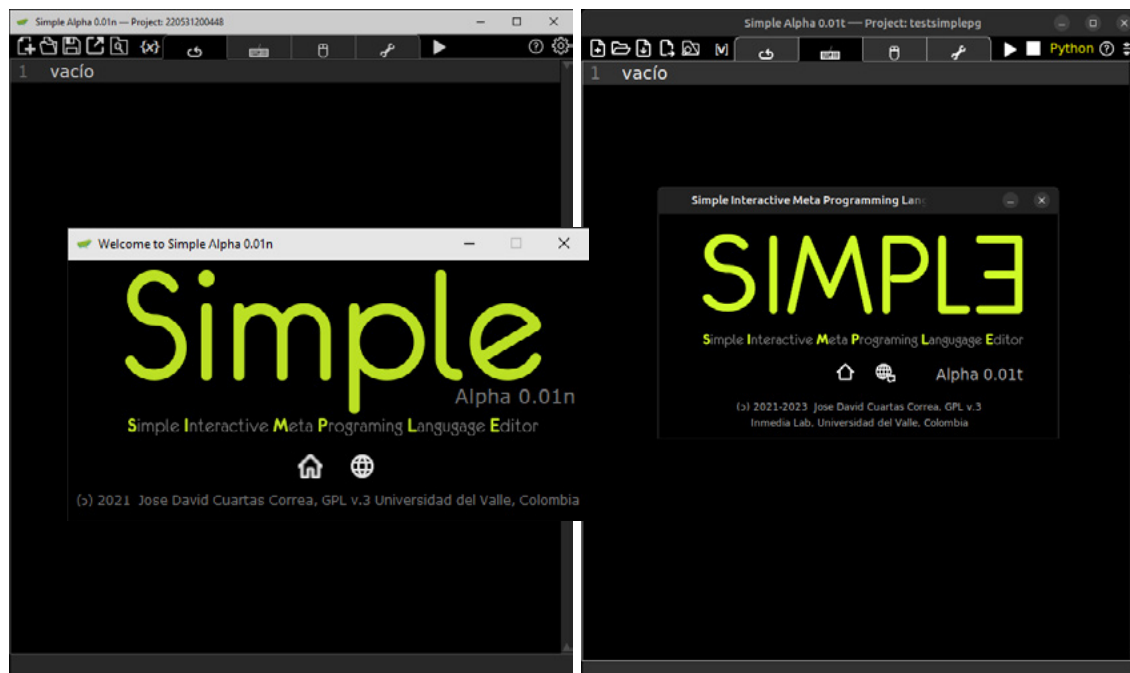 Simple Alpha 0.01n — Project: 220531200448
{x}
1 vacío
Welcome to Simple Alpha 0.01n
Simple
Alpha 0.01n
Simple Interactive Meta Programing Langugage Editor
(ɔ) 2021 Jose David Cuartas Correa, GPL v.3 Universidad del Valle, Colombia
Simple Alpha 0.01t — Project: testsimplepg
[v] Python
1 vacío
Simple Interactive Meta Programming Lang
SIMPLƎ
Simple Interactive Meta Programing Langugage Editor
Alpha 0.01t
(ɔ) 2021-2023 Jose David Cuartas Correa, GPL v.3
Inmedia Lab, Universidad del Valle, Colombia